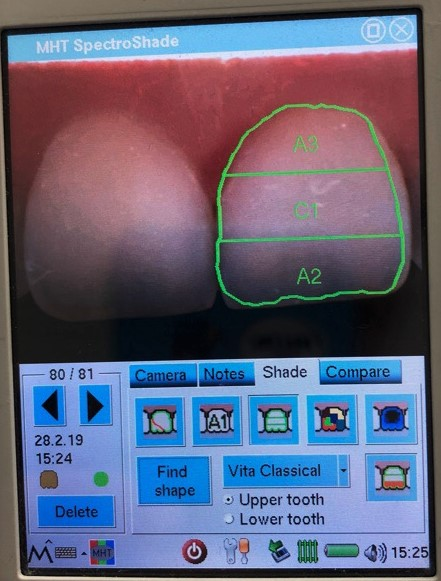 MHT SpectroShade
A3
C1
A2
80 / 81
Camera
Notes
Shade
Compare
28.2.19
15:24
A1
Find
shape
Vita Classical
Upper tooth
Lower tooth
Delete
MHT
15:25